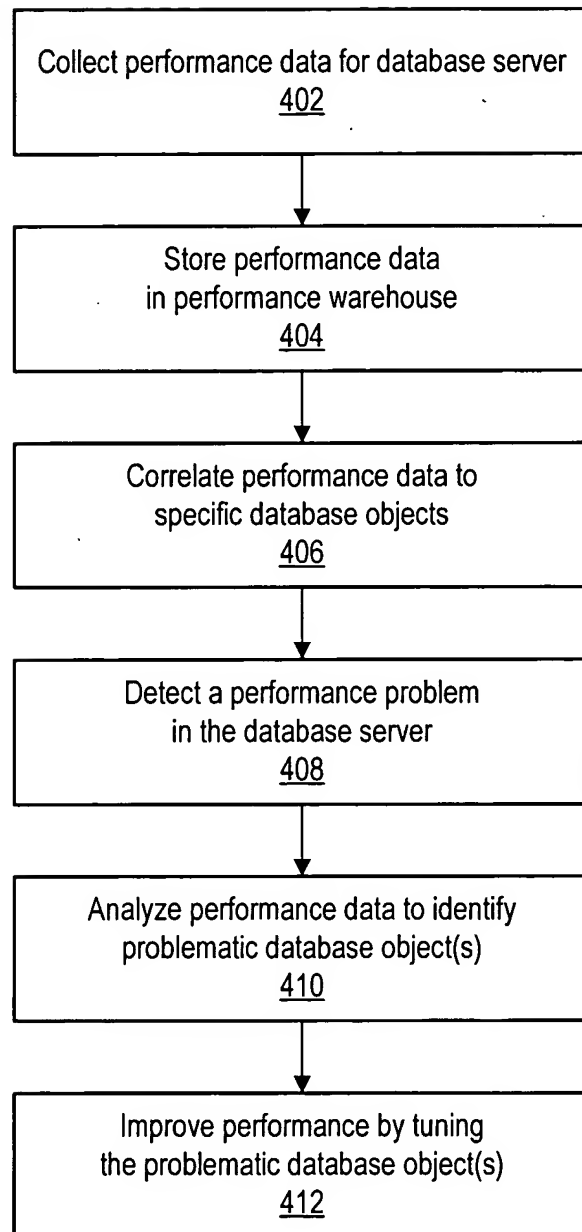 Collect performance data for database server
402
Store performance data
in performance warehouse
404
Correlate performance data to
specific database objects
406
Detect a performance problem
in the database server
408
Analyze performance data to identify
problematic database object(s)
410
Improve performance by tuning
the problematic database object(s)
412